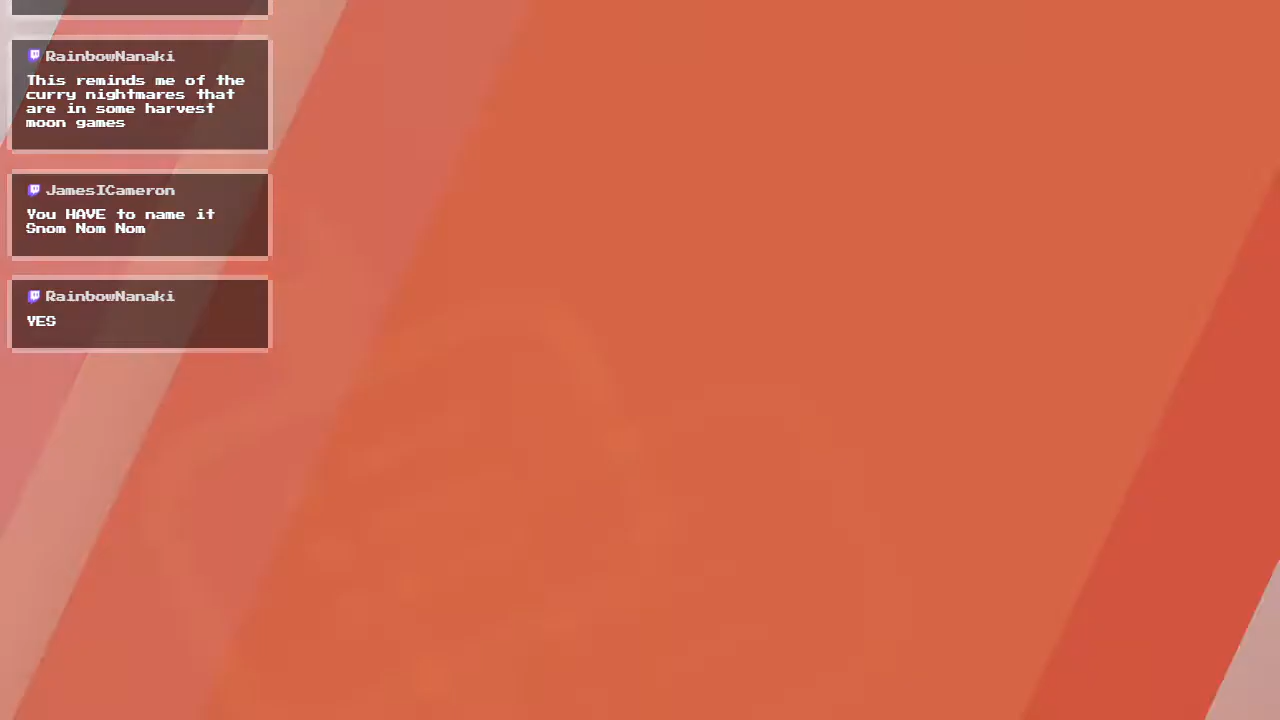 RainbowNanaki
This reminds me of the
curry nightmares that
are in some harvest
moon games
JamesICameron
You HAVE to name it
Snom Nom Nom
RainbowNanaki
YES